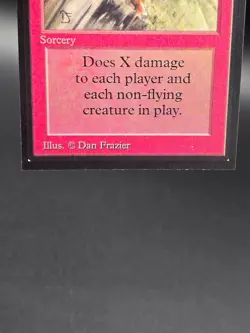 Sorcery
Does X damage
to each player and
each non-flying
creature in play.
Illus. © Dan Frazier